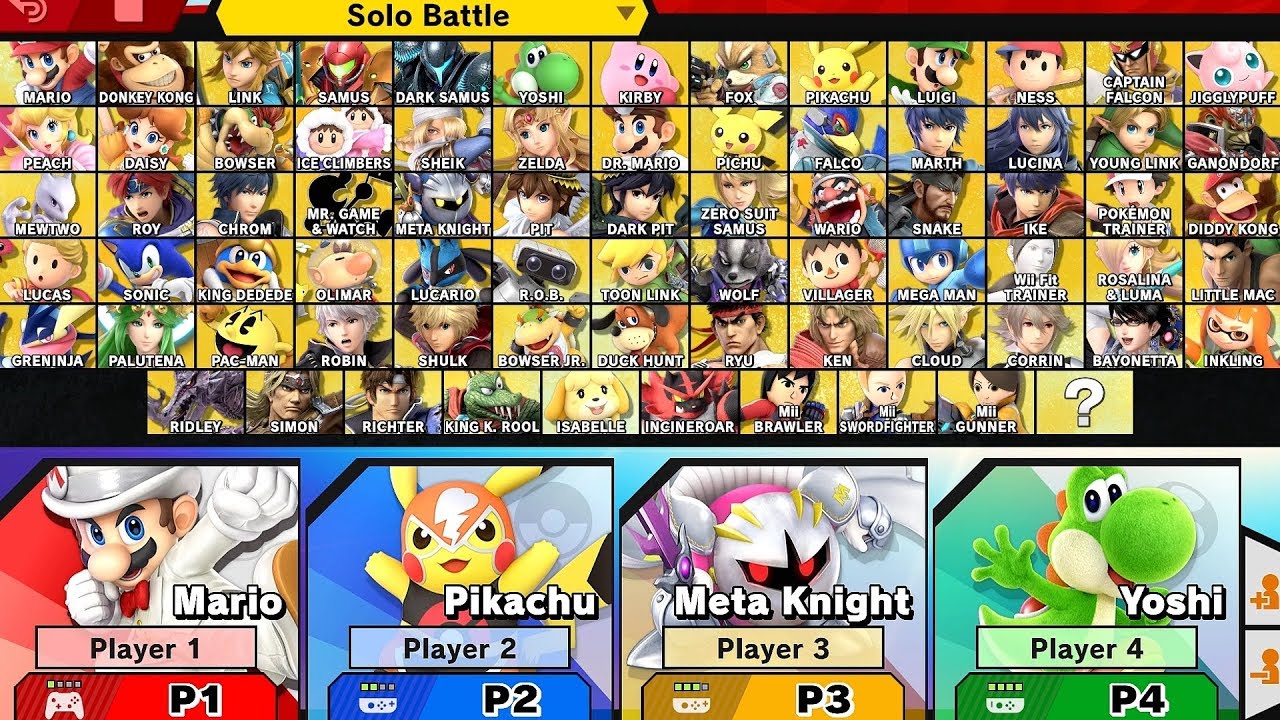 Solo Battle
MARIO DONKEY KONG LINK SAMUS DARK SAMUS YOSHI KIRBY FOX PIKACHU LUIGI NESS CAPTAIN FALCON JIGGLYPUFF
PEACH DAISY BOWSER ICE CLIMBERS SHEIK ZELDA DR. MARIO PICHU FALCO MARTH LUCINA YOUNG LINK GANONDORF
MEWTWO ROY CHROM MR. GAME & WATCH META KNIGHT PIT DARK PIT ZERO SUIT SAMUS WARIO SNAKE IKE POKÉMON TRAINER DIDDY KONG
LUCAS SONIC KING DEDEDE OLIMAR LUCARIO R.O.B. TOON LINK WOLF VILLAGER MEGA MAN Wii Fit TRAINER ROSALINA & LUMA LITTLE MAC
GRENINJA PALUTENA PAC-MAN ROBIN SHULK BOWSER JR. DUCK HUNT RYU KEN CLOUD CORRIN BAYONETTA INKLING
RIDLEY SIMON RICHTER KING K. ROOL ISABELLE INCINEROAR Mii BRAWLER Mii SWORDFIGHTER Mii GUNNER ?
Mario Pikachu Meta Knight Yoshi
Player 1 Player 2 Player 3 Player 4
P1 P2 P3 P4